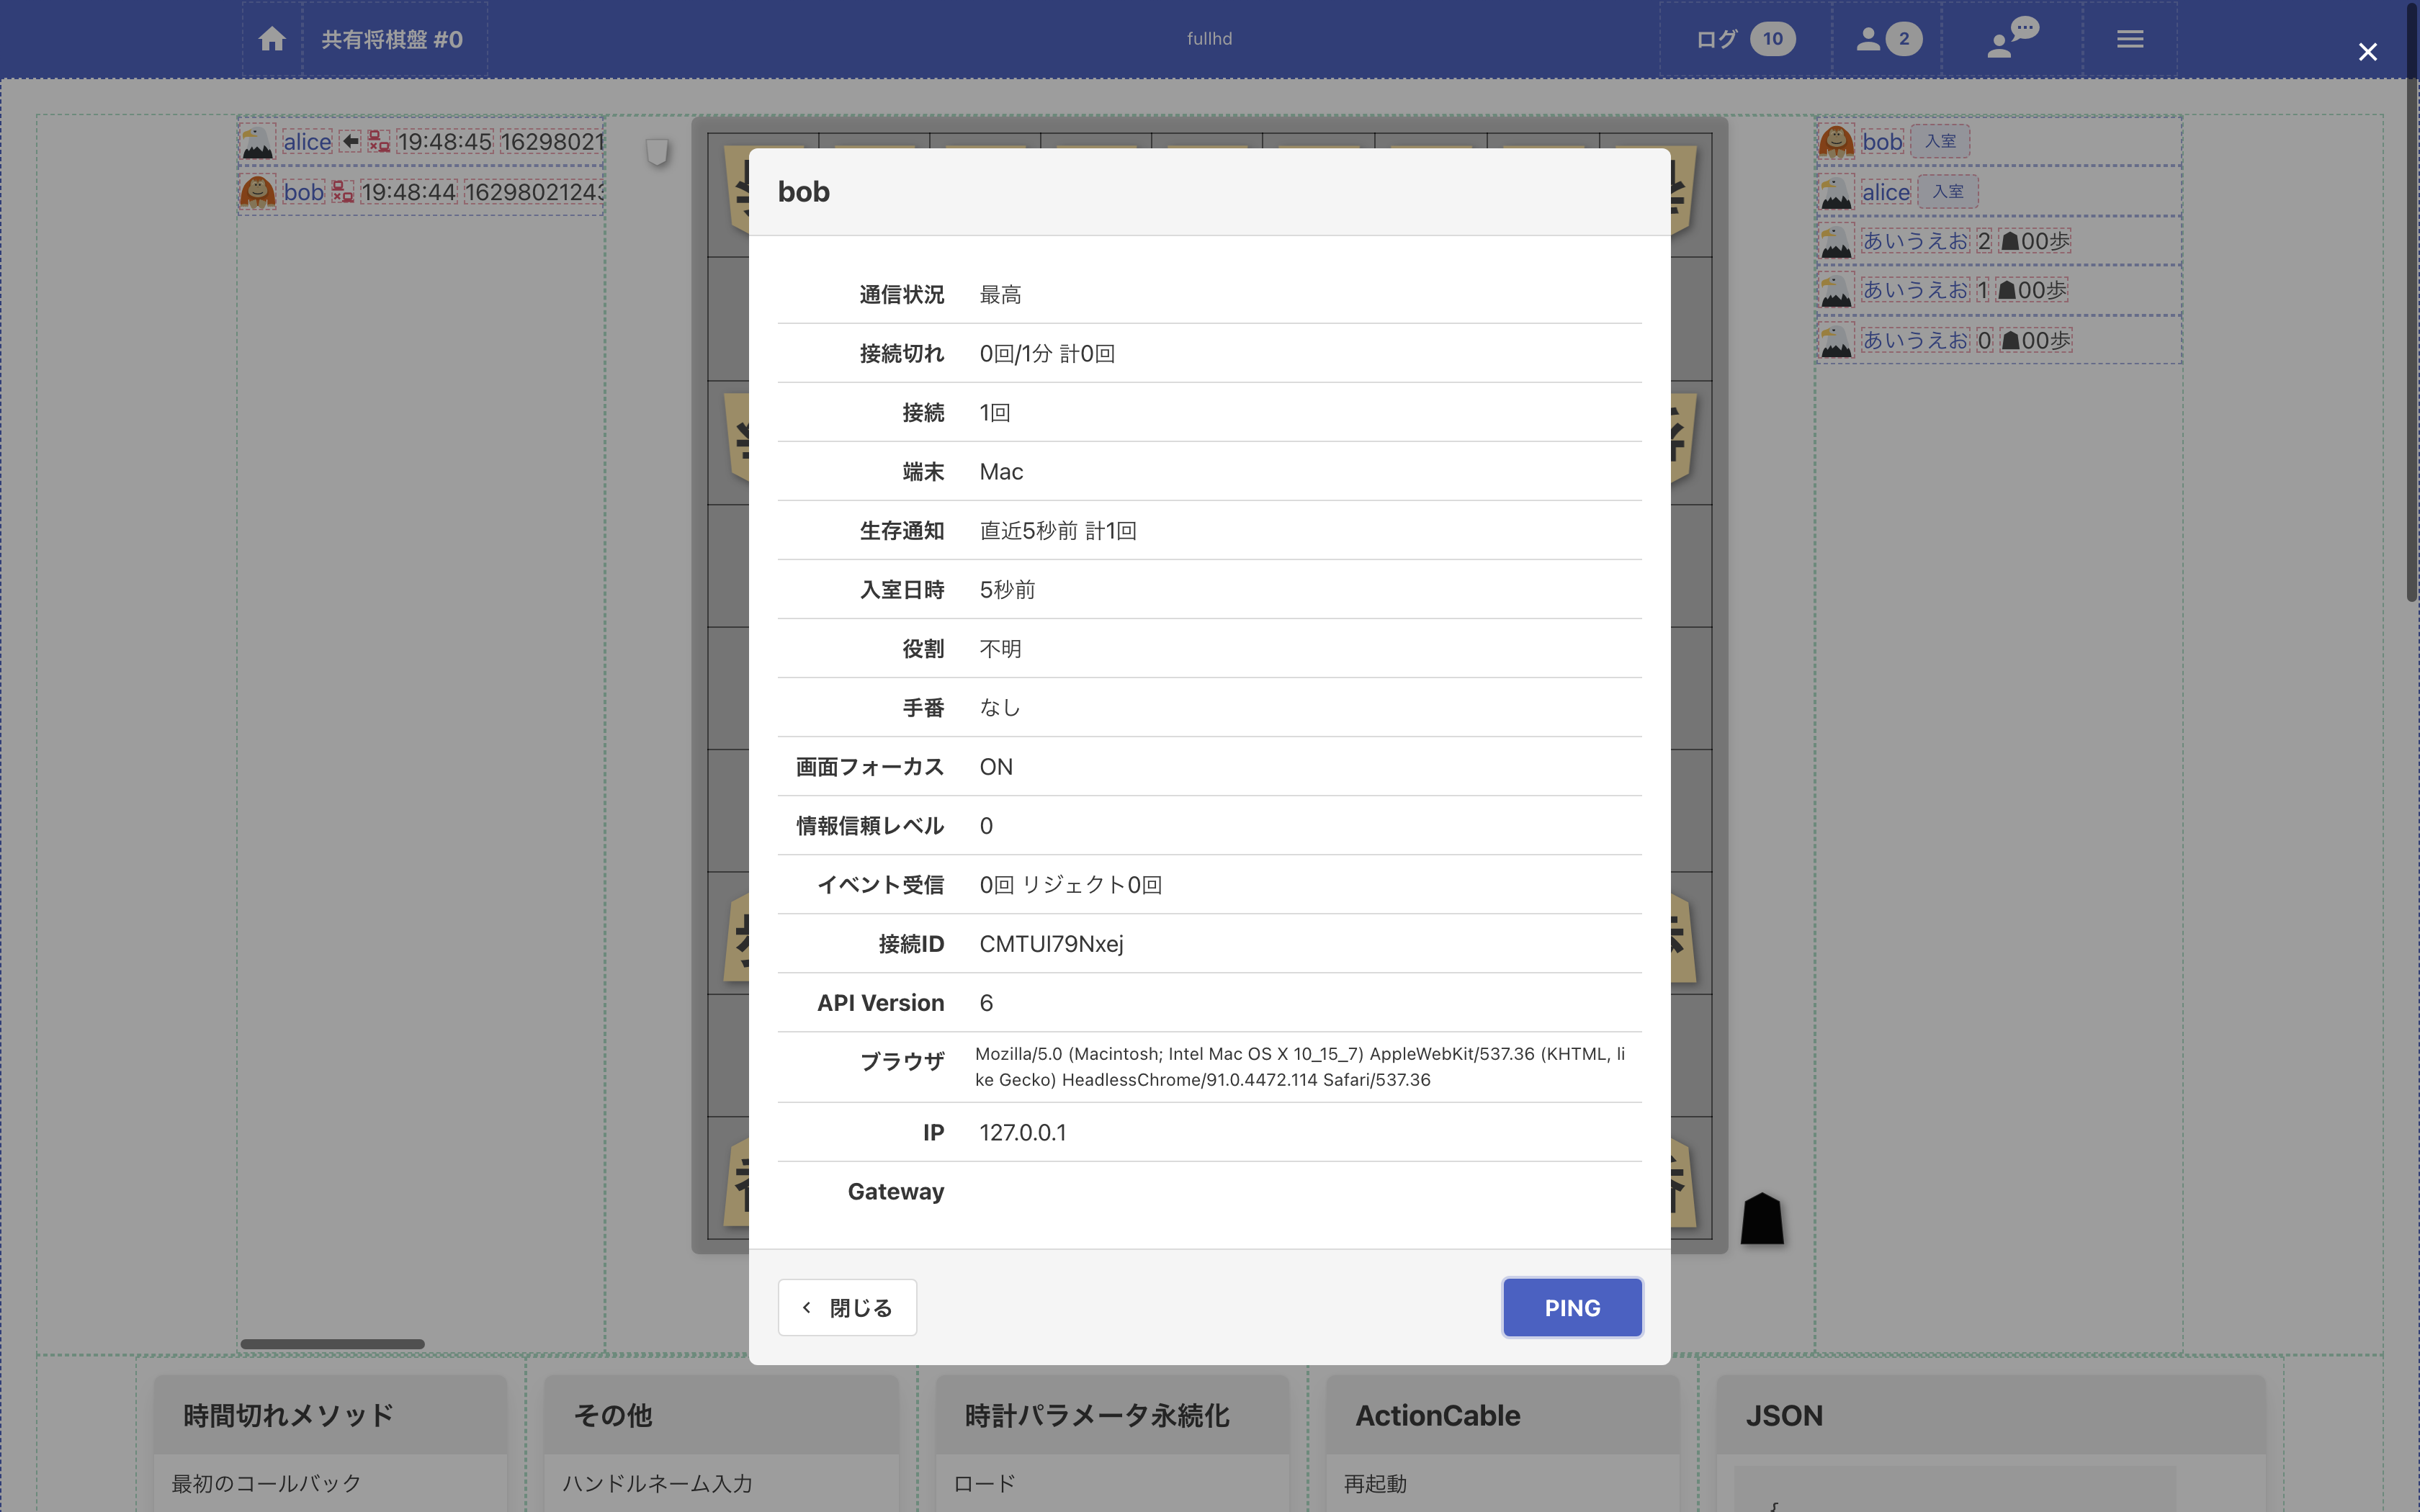 共有将棋盤 #0
fullhd
ログ 10
2
alice 19:48:45 16298021
bob 19:48:44 1629802124
bob 入室
alice 入室
あいうえお 2 ☗00歩
あいうえお 1 ☗00歩
あいうえお 0 ☗00歩
bob
通信状況 最高
接続切れ 0回/1分 計0回
接続 1回
端末 Mac
生存通知 直近5秒前 計1回
入室日時 5秒前
役割 不明
手番 なし
画面フォーカス ON
情報信頼レベル 0
イベント受信 0回 リジェクト0回
接続ID CMTUI79Nxej
API Version 6
ブラウザ Mozilla/5.0 (Macintosh; Intel Mac OS X 10_15_7) AppleWebKit/537.36 (KHTML, li
ke Gecko) HeadlessChrome/91.0.4472.114 Safari/537.36
IP 127.0.0.1
Gateway
閉じる
PING
時間切れメソッド
最初のコールバック
その他
ハンドルネーム入力
時計パラメータ永続化
ロード
ActionCable
再起動
JSON
{